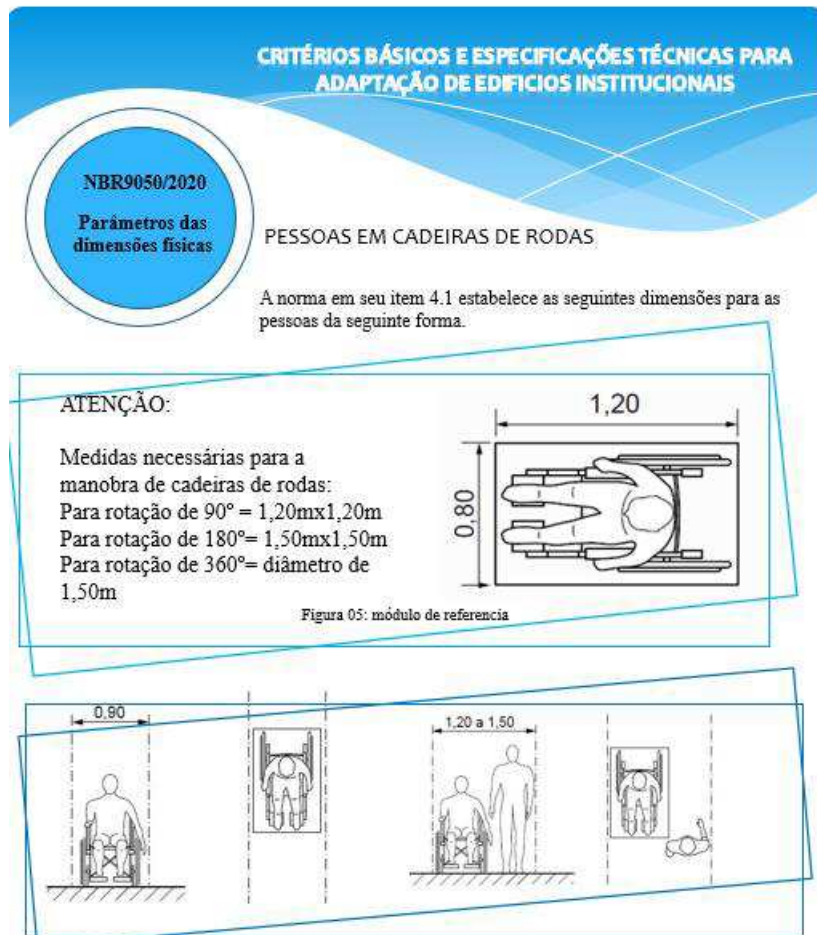 CRITÉRIOS BÁSICOS E ESPECIFICAÇÕES TÉCNICAS PARA
ADAPTAÇÃO DE EDIFICIOS INSTITUCIONAIS
NBR9050/2020
Parâmetros das
dimensões físicas
PESSOAS EM CADEIRAS DE RODAS
A norma em seu item 4.1 estabelece as seguintes dimensões para as
pessoas da seguinte forma.
ATENÇÃO:
Medidas necessárias para a
manobra de cadeiras de rodas:
Para rotação de 90º = 1,20mx1,20m
Para rotação de 180º= 1,50mx1,50m
Para rotação de 360º= diâmetro de
1,50m
1,20
0,80
Figura 05: módulo de referencia
0,90
1,20 a 1,50